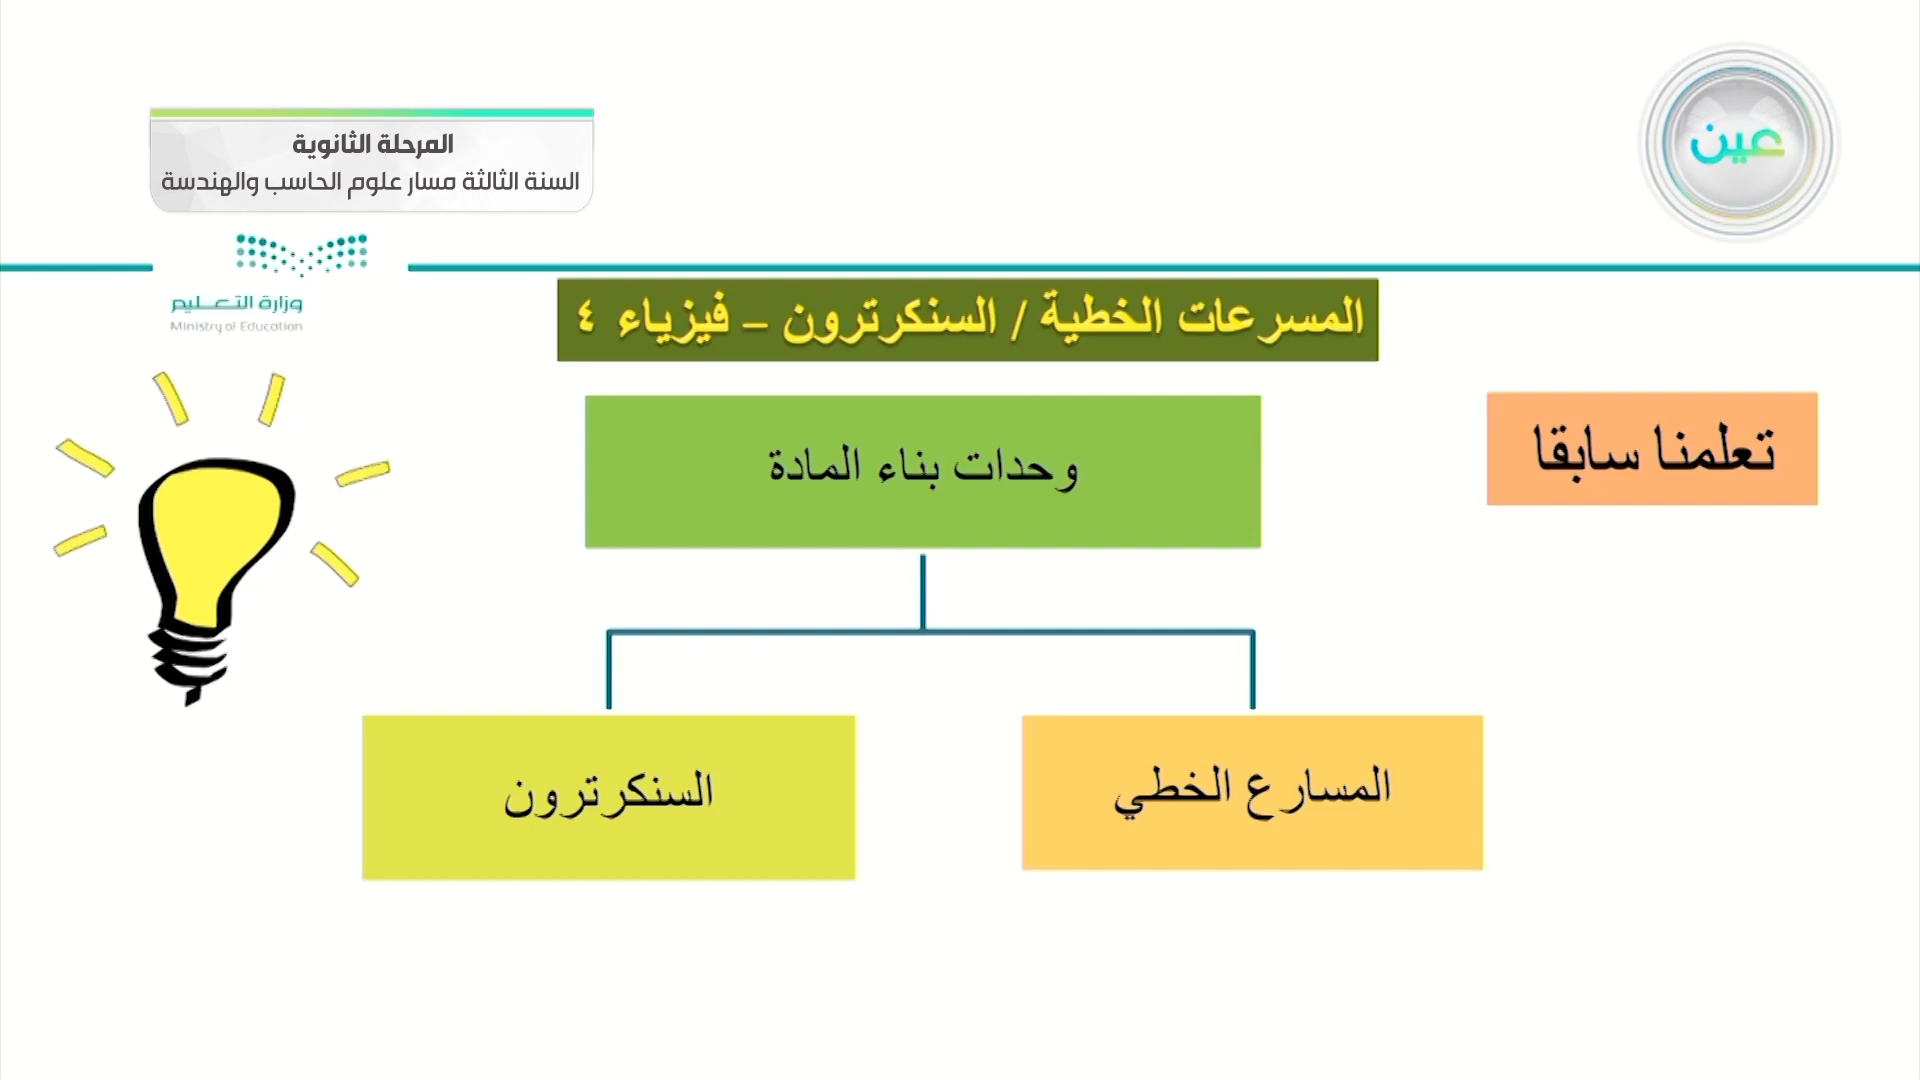 عين
المرحلة الثانوية
السنة الثالثة مسار علوم الحاسب والهندسة
وزارة التعـــليم
Ministry of Education
المسرعات الخطية / السنكرترون – فيزياء ٤
تعلمنا سابقا
وحدات بناء المادة
المسارع الخطي
السنكرترون